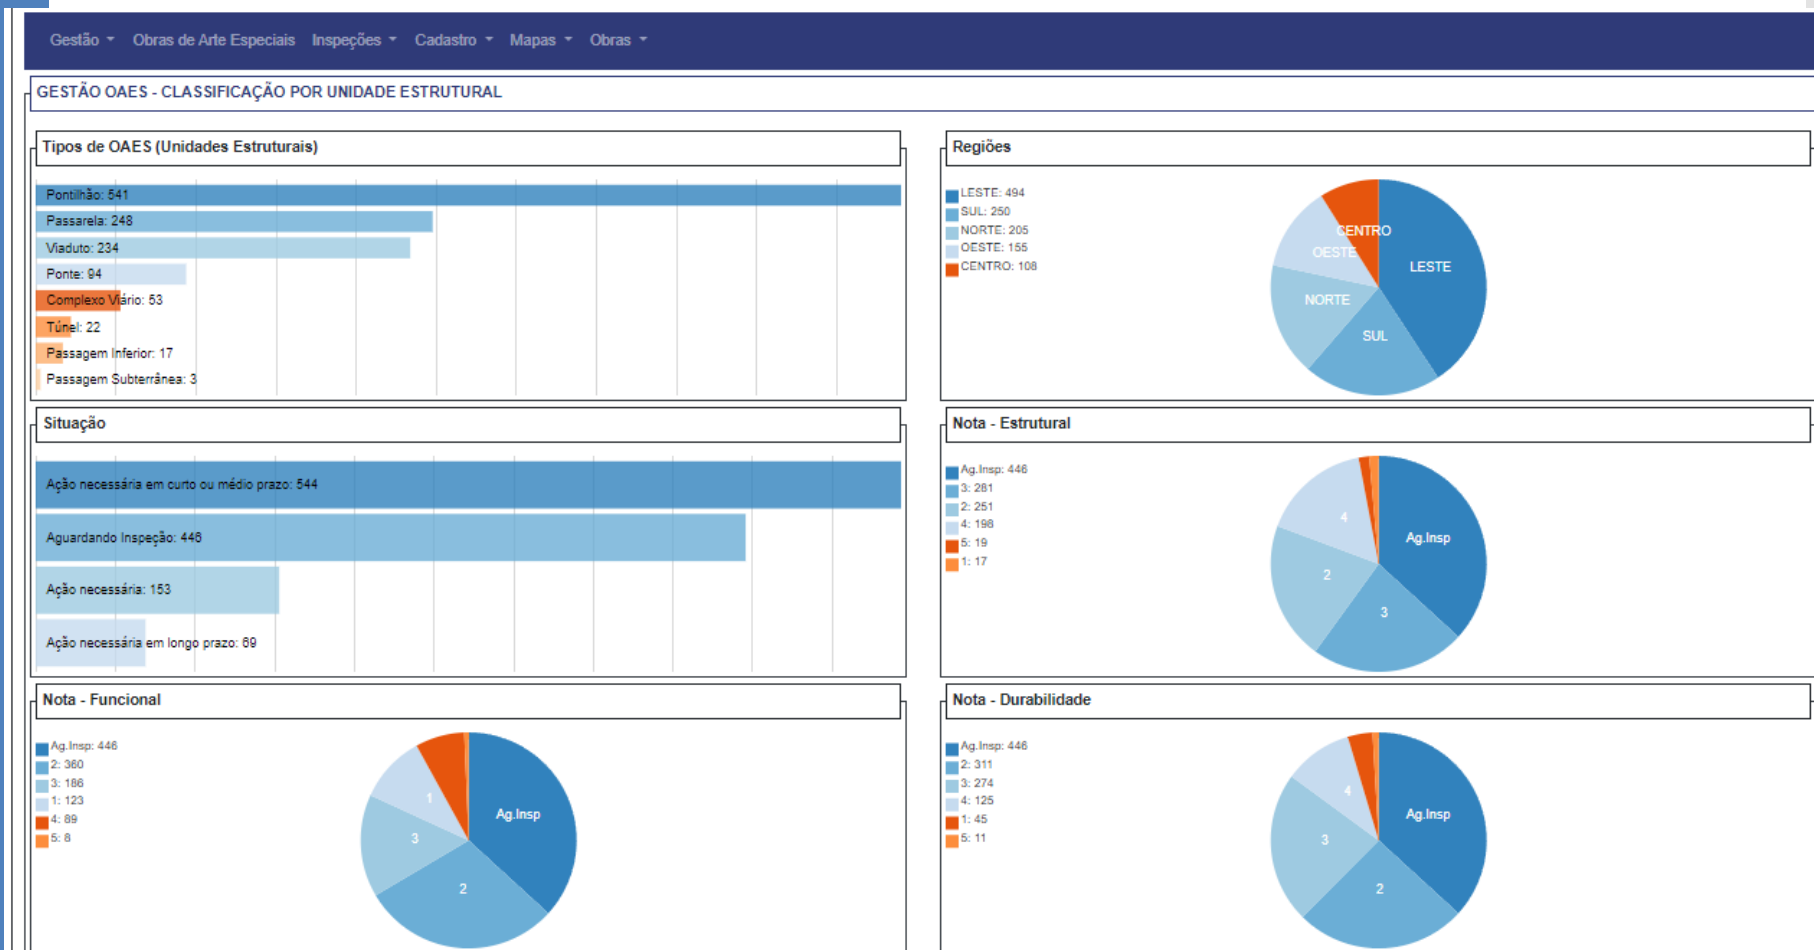 Gestão Obras de Arte Especiais Inspeções Cadastro Mapas Obras
GESTÃO OAES - CLASSIFICAÇÃO POR UNIDADE ESTRUTURAL
Tipos de OAES (Unidades Estruturais)
Pontilhão: 541
Passarela: 248
Viaduto: 234
Ponte: 94
Complexo Viário: 53
Túnel: 22
Passagem Inferior: 17
Passagem Subterrânea: 3
Regiões
LESTE: 494
SUL: 250
NORTE: 205
OESTE: 155
CENTRO: 108
CENTRO
OESTE
LESTE
NORTE
SUL
Situação
Ação necessária em curto ou médio prazo: 544
Aguardando Inspeção: 446
Ação necessária: 153
Ação necessária em longo prazo: 69
Nota - Estrutural
Ag.Insp: 446
3: 281
2: 251
4: 198
5: 19
1: 17
4
Ag.Insp
2
3
Nota - Funcional
Ag.Insp: 446
2: 360
3: 186
1: 123
4: 89
5: 8
1
Ag.Insp
3
2
Nota - Durabilidade
Ag.Insp: 446
2: 311
3: 274
4: 125
1: 45
5: 11
4
Ag.Insp
3
2